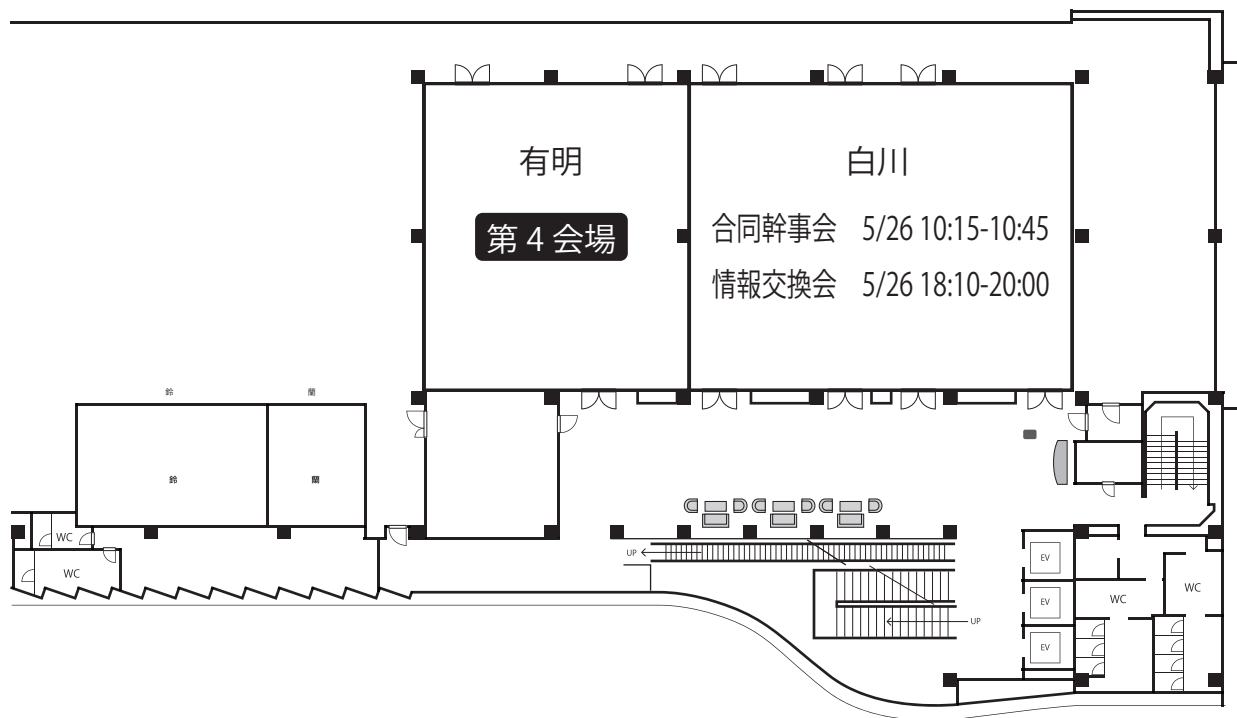 有明
第 4 会場
白川
合同幹事会 5/26 10:15-10:45
情報交換会 5/26 18:10-20:00
鈴
蘭
鈴
蘭
WC
WC
UP
UP
EV
EV
EV
WC
WC